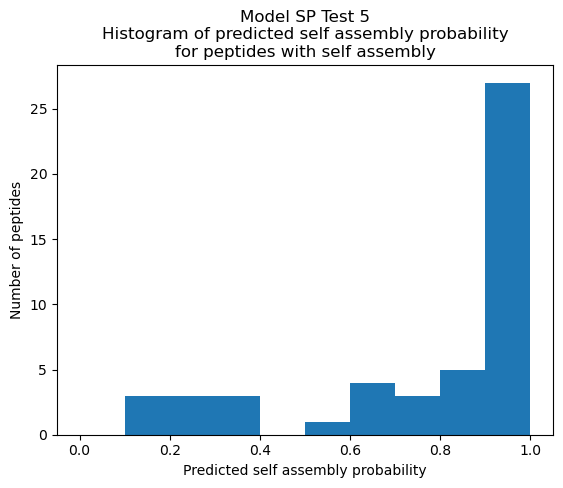 Model SP Test 5
Histogram of predicted self assembly probability
for peptides with self assembly
Number of peptides
25
20
15
10
5
0
0.0 0.2 0.4 0.6 0.8 1.0
Predicted self assembly probability